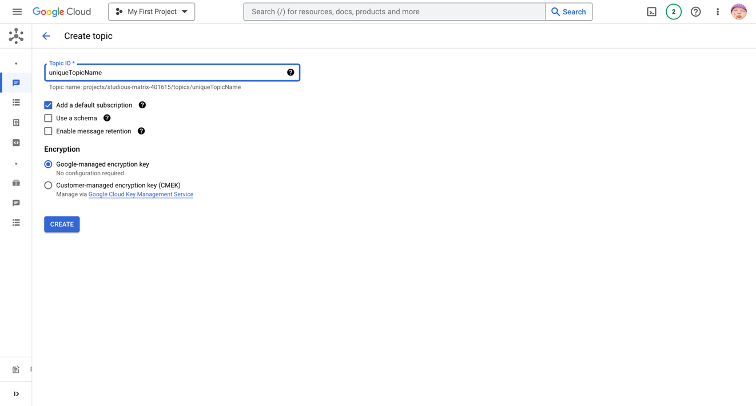 Google Cloud
My First Project
Search (/) for resources, docs, products and more
Search
2
Create topic
Topic ID *
uniqueTopicName
Topic name: projects/studious-matrix-401615/topics/uniqueTopicName
Add a default subscription
Use a schema
Enable message retention
Encryption
Google-managed encryption key
No configuration required
Customer-managed encryption key (CMEK)
Manage via Google Cloud Key Management Service
CREATE